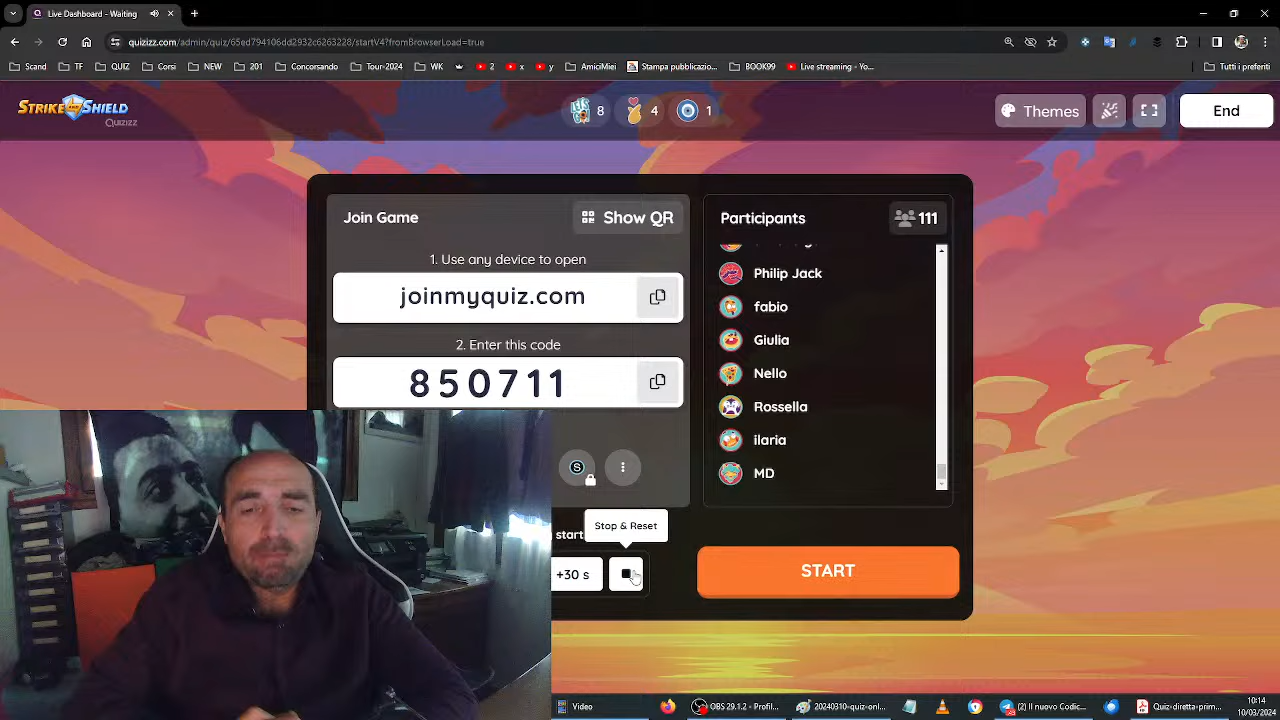 Live Dashboard - Waiting
quizizz.com/admin/quiz/65ed794106dd2932c6263228/startV4?fromBrowserLoad=true
Scand TF QUIZ Corsi NEW 201 Concorsando Tour-2024 WK 2 x y AmiciMiei Stampa pubblicazio... BOOK99 Live streaming - Yo... Tutti i preferiti
STRIKE AND SHIELD
Quizizz
8 4 1
Themes
End
Join Game
Show QR
1. Use any device to open
joinmyquiz.com
2. Enter this code
850711
Participants
111
Philip Jack
fabio
Giulia
Nello
Rossella
ilaria
MD
start
Stop & Reset
+30 s
START
Video
OBS 29.1.2 - Profil...
(2) Il nuovo Codic...
Quiz diretta-prim...
10:14
10/03/2024